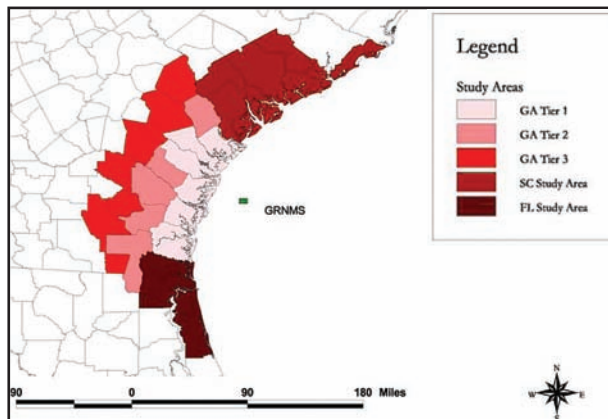 Legend
Study Areas
GA Tier 1
GA Tier 2
GA Tier 3
SC Study Area
FL Study Area
GRNMS
90 0 90 180 Miles
N
W E
S